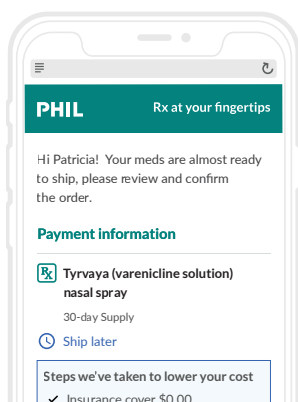 PHIL
Rx at your fingertips
Hi Patricia! Your meds are almost ready
to ship, please review and confirm
the order.
Payment information
Rx
Tyrvaya (varenicline solution)
nasal spray
30-day Supply
Ship later
Steps we've taken to lower your cost
Insurance cover $0.00